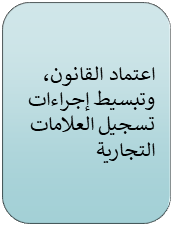 اعتماد القانون،
وتبسيط إجراءات
تسجيل العلامات
التجارية